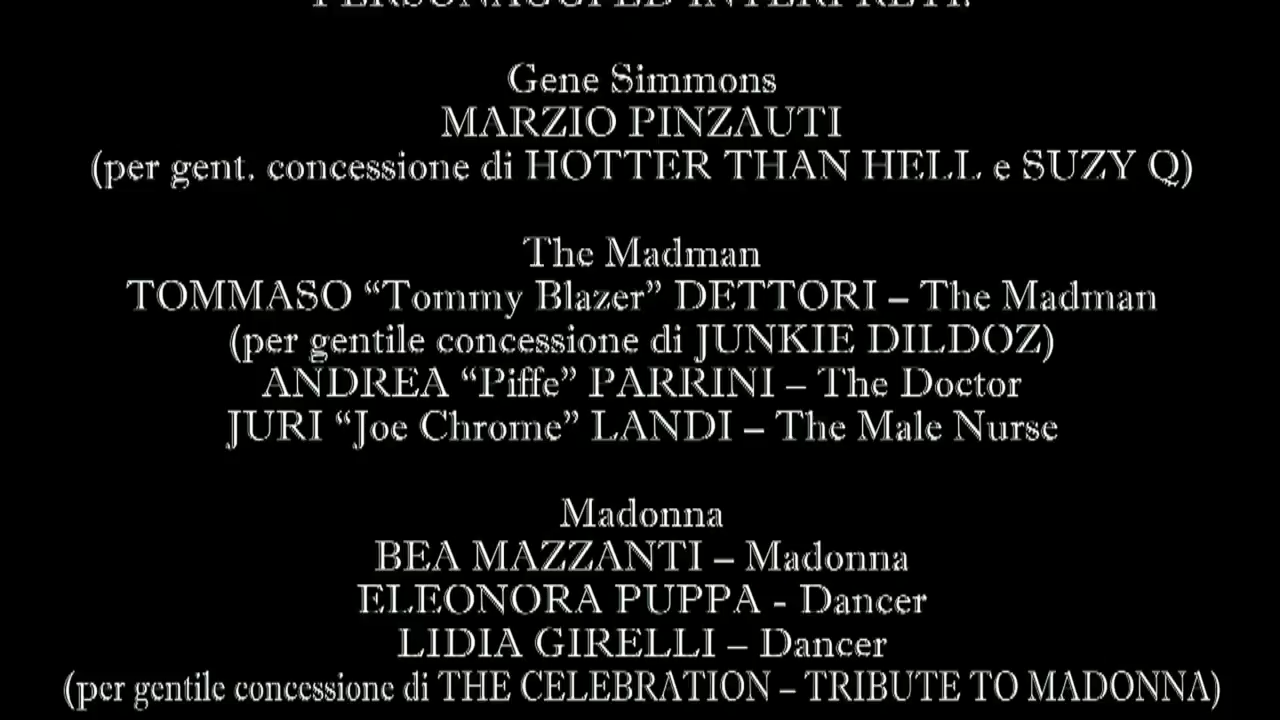 PERSONAGGI ED INTERPRETI:
Gene Simmons
MARZIO PINZAUTI
(per gent. concessione di HOTTER THAN HELL e SUZY Q)
The Madman
TOMMASO “Tommy Blazer” DETTORI – The Madman
(per gentile concessione di JUNKIE DILDOZ)
ANDREA “Piffe” PARRINI – The Doctor
JURI “Joe Chrome” LANDI – The Male Nurse
Madonna
BEA MAZZANTI – Madonna
ELEONORA PUPPA - Dancer
LIDIA GIRELLI – Dancer
(per gentile concessione di THE CELEBRATION – TRIBUTE TO MADONNA)